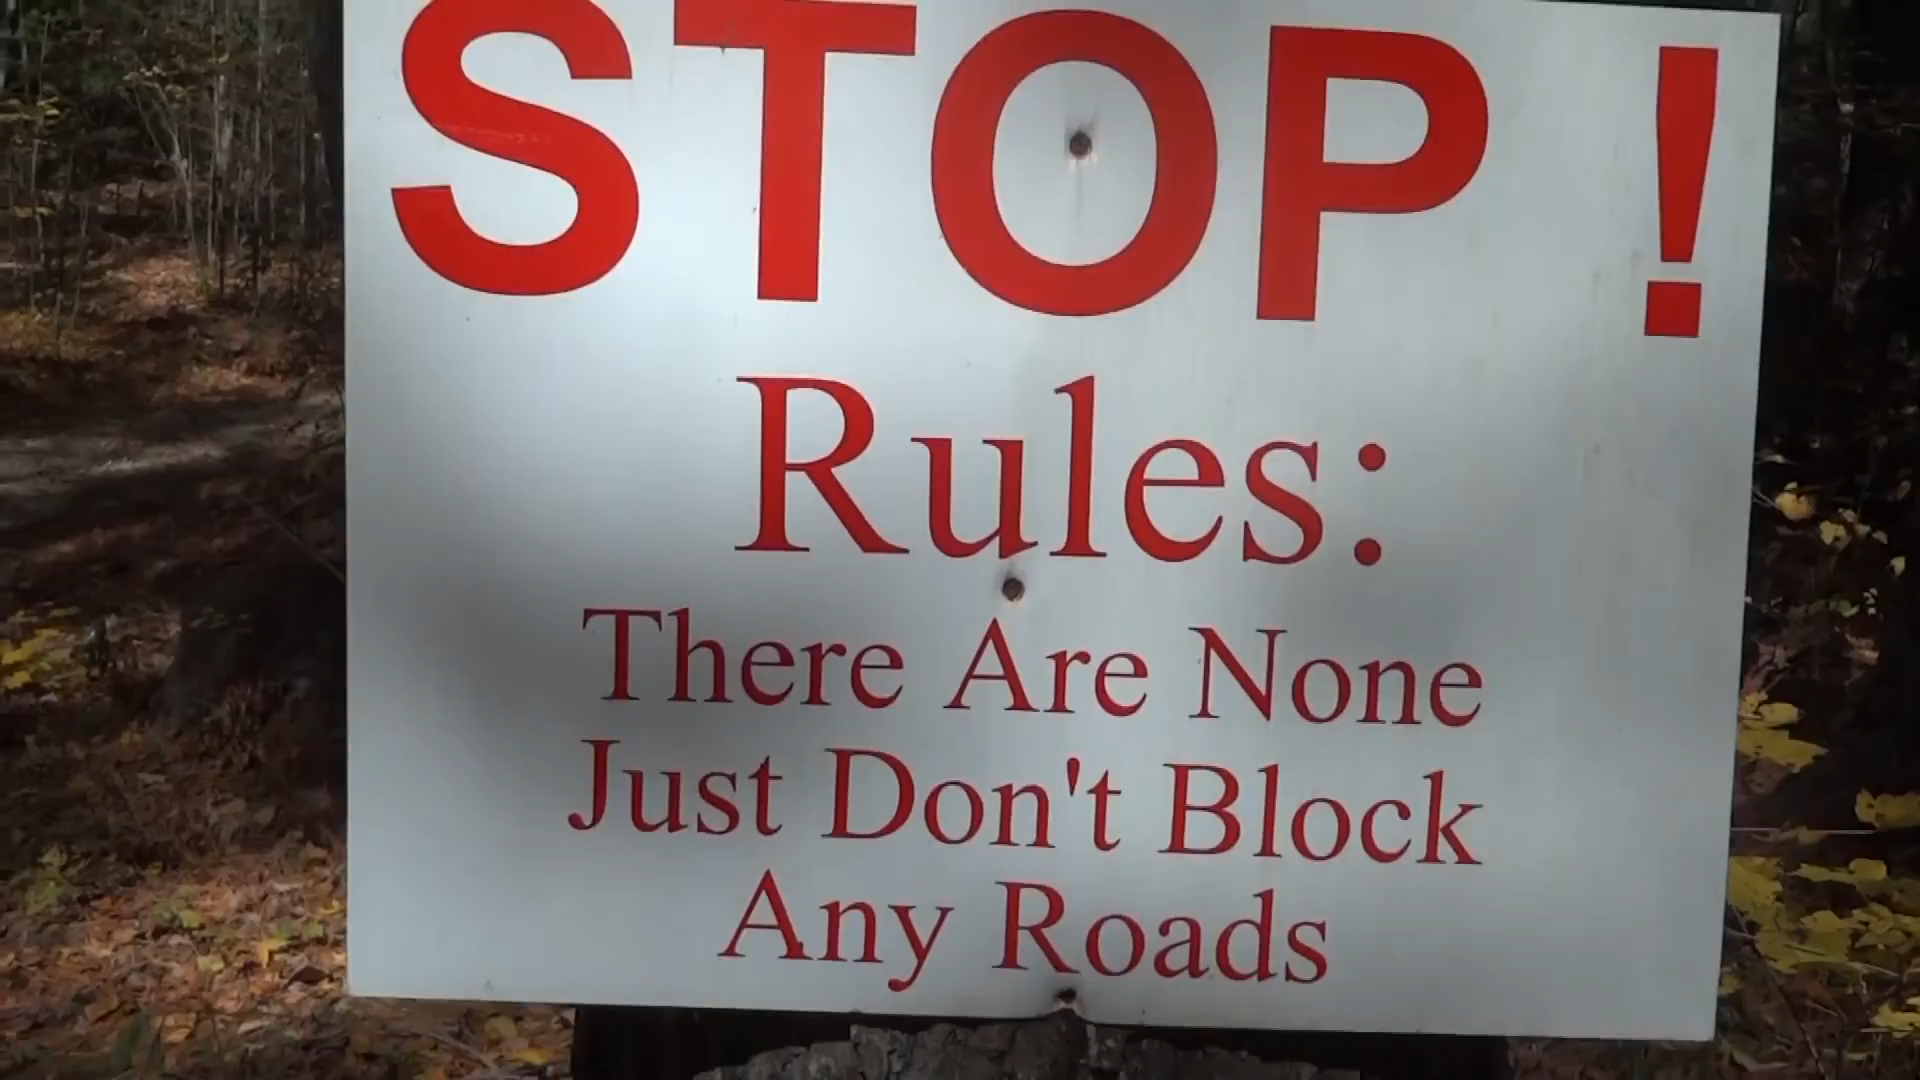 STOP !
Rules:
There Are None
Just Don't Block
Any Roads